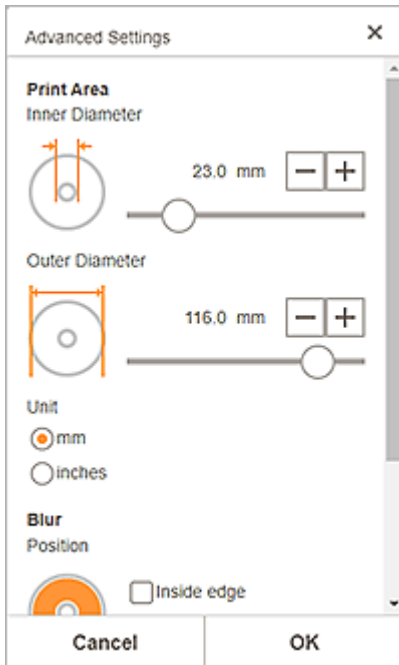 Advanced Settings
Print Area
Inner Diameter
23.0 mm
Outer Diameter
116.0 mm
Unit
mm
inches
Blur
Position
Inside edge
Cancel OK